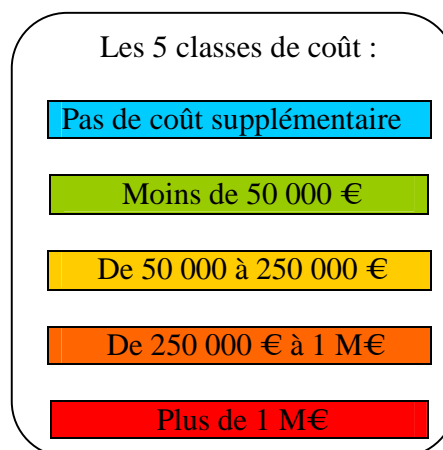 Les 5 classes de coût :
Pas de coût supplémentaire
Moins de 50 000 €
De 50 000 à 250 000 €
De 250 000 € à 1 M€
Plus de 1 M€